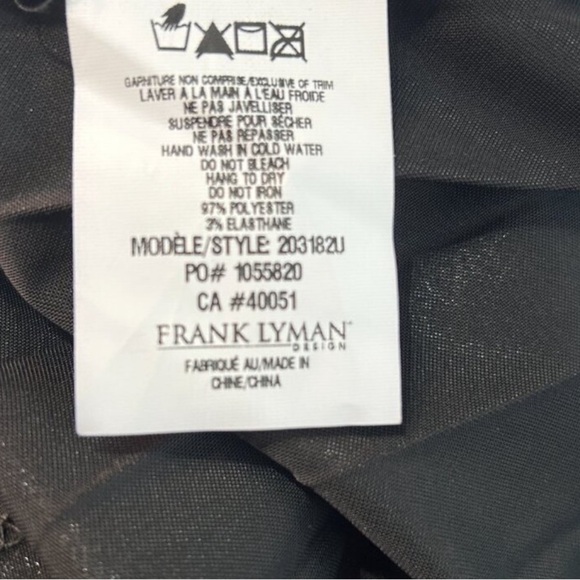 GARNITURE NON COMPRISE/EXCLUSIVE OF TRIM
LAVER À LA MAIN À L'EAU FROIDE
NE PAS JAVELLISER
SUSPENDRE POUR SÉCHER
NE PAS REPASSER
HAND WASH IN COLD WATER
DO NOT BLEACH
HANG TO DRY
DO NOT IRON
97% POLYESTER
3% ELASTHANE
MODÈLE/STYLE: 203182U
PO# 1055820
CA #40051
FRANK LYMAN™
DESIGN
FABRIQUÉ AU/MADE IN
CHINE/CHINA